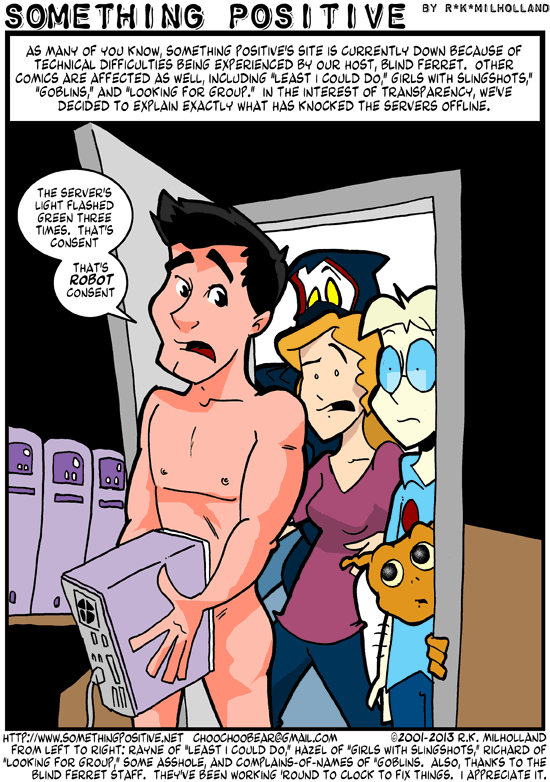 SOMETHING POSITIVE BY R*K*MILHOLLAND
AS MANY OF YOU KNOW, SOMETHING POSITIVE'S SITE IS CURRENTLY DOWN BECAUSE OF
TECHNICAL DIFFICULTIES BEING EXPERIENCED BY OUR HOST, BLIND FERRET. OTHER
COMICS ARE AFFECTED AS WELL, INCLUDING "LEAST I COULD DO," GIRLS WITH SLINGSHOTS,"
"GOBLINS," AND "LOOKING FOR GROUP." IN THE INTEREST OF TRANSPARENCY, WE'VE
DECIDED TO EXPLAIN EXACTLY WHAT HAS KNOCKED THE SERVERS OFFLINE.
THE SERVER'S
LIGHT FLASHED
GREEN THREE
TIMES. THAT'S
CONSENT
THAT'S
ROBOT
CONSENT
HTTP://WWW.SOMETHINGPOSITIVE.NET CHOOCHOOBEAR@GMAIL.COM ©2001-2013 R.K. MILHOLLAND
FROM LEFT TO RIGHT: RAYNE OF "LEAST I COULD DO," HAZEL OF "GIRLS WITH SLINGSHOTS," RICHARD OF
"LOOKING FOR GROUP," SOME ASSHOLE, AND COMPLAINS-OF-NAMES OF "GOBLINS. ALSO, THANKS TO THE
BLIND FERRET STAFF. THEY'VE BEEN WORKING 'ROUND TO CLOCK TO FIX THINGS. I APPRECIATE IT